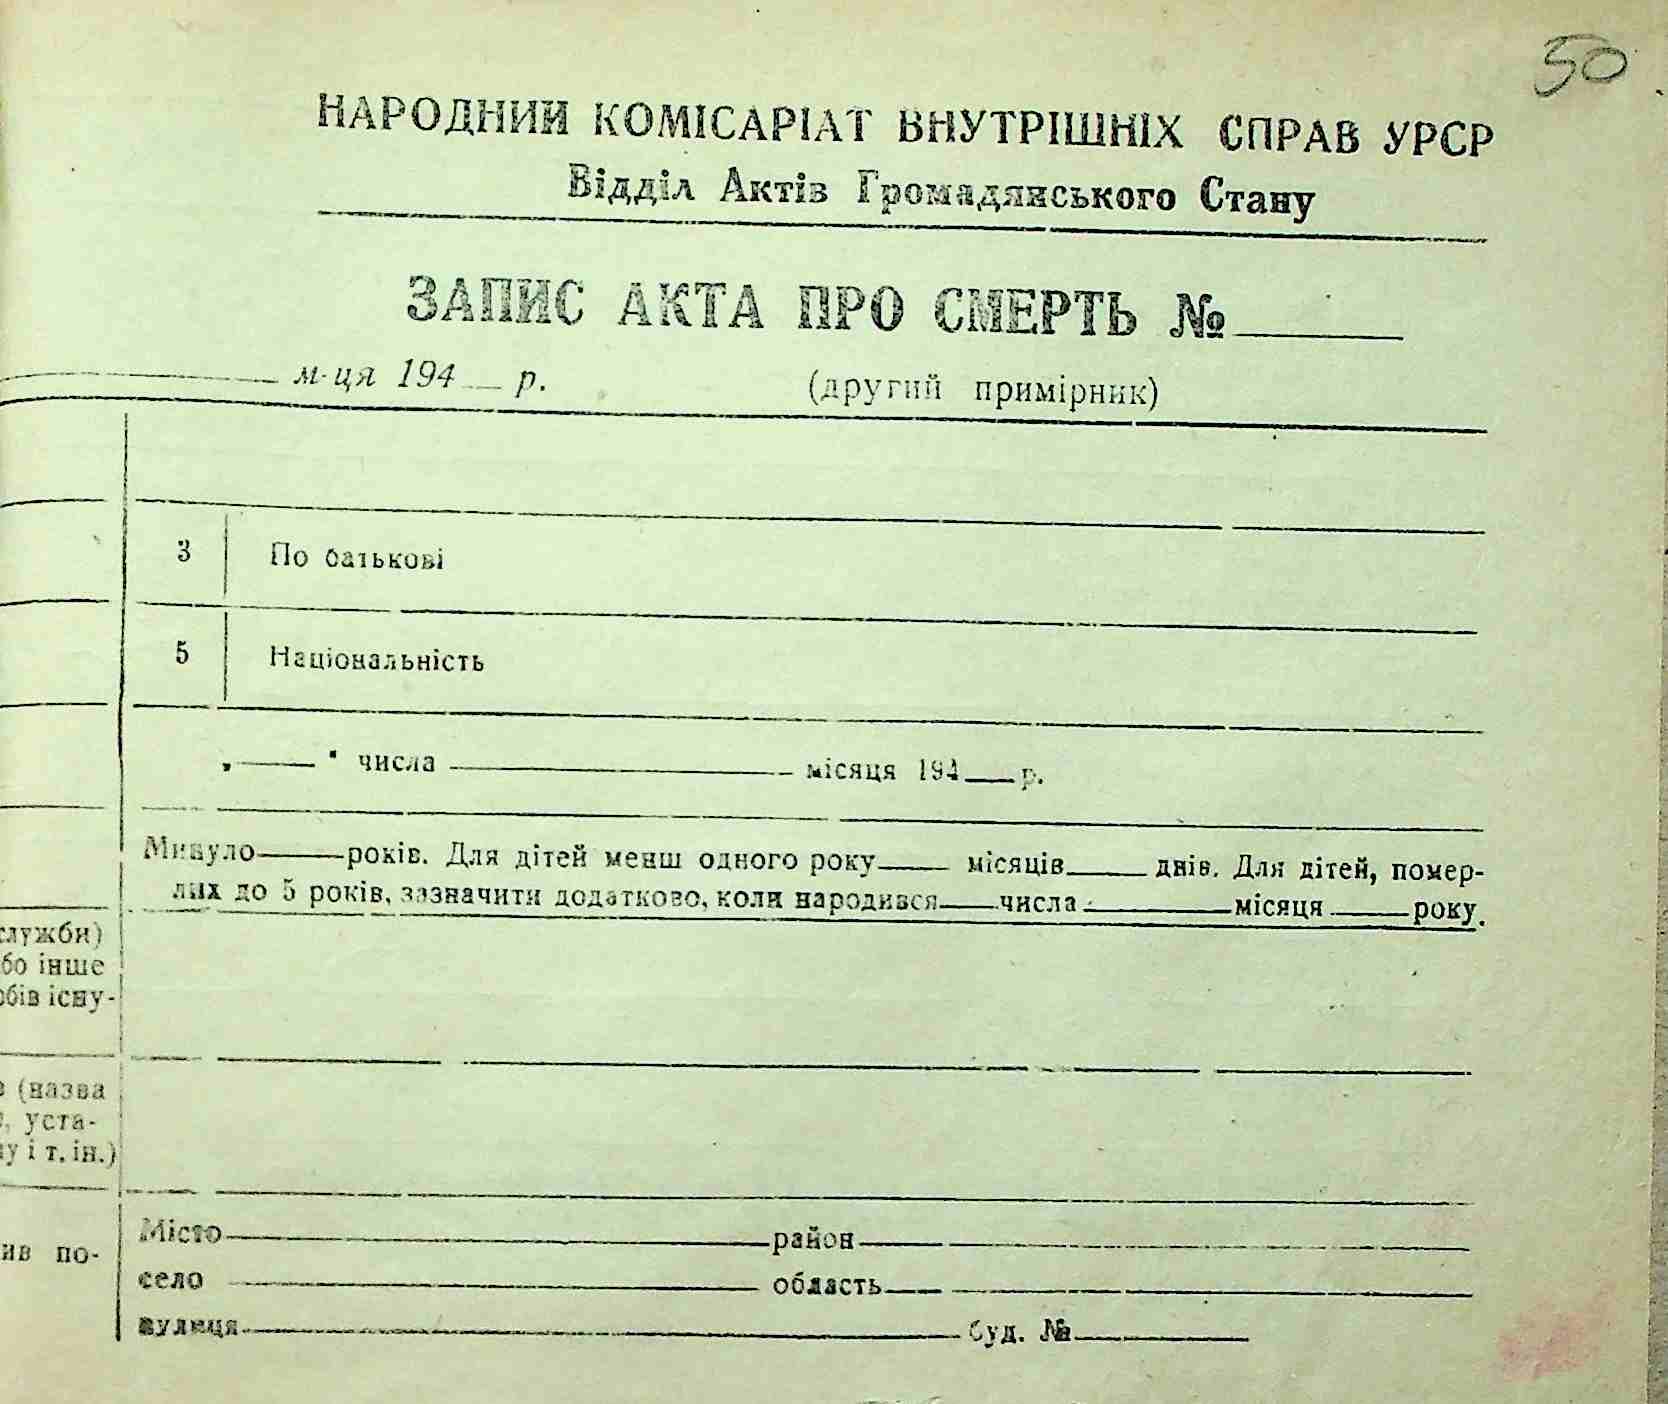 50
НАРОДНИЙ КОМІСАРІАТ ВНУТРІШНІХ СПРАВ УРСР
Відділ Актів Громадянського Стану
ЗАПИС АКТА ПРО СМЕРТЬ №
м-ця 194 р.
(другий примірник)
3 По батькові
5 Національність
„ " числа місяця 194 р.
Минуло років. Для дітей менш одного року місяців днів. Для дітей, помер-
лих до 5 років, зазначити додатково, коли народився числа місяця року.
служби)
бо інше
обів існу-
в (назва
уста-
у і т. ін.)
Місто район
ив по-
село область
вулиця буд. №